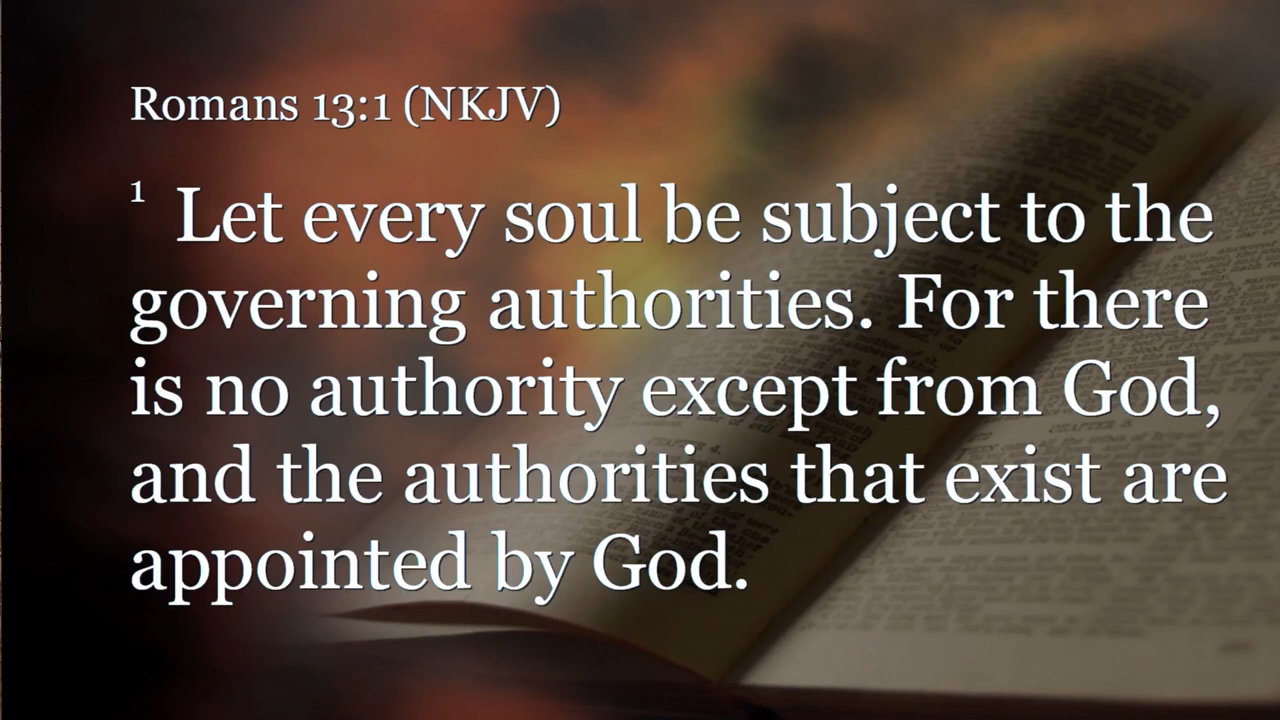 Romans 13:1 (NKJV)
1 Let every soul be subject to the
governing authorities. For there
is no authority except from God,
and the authorities that exist are
appointed by God.